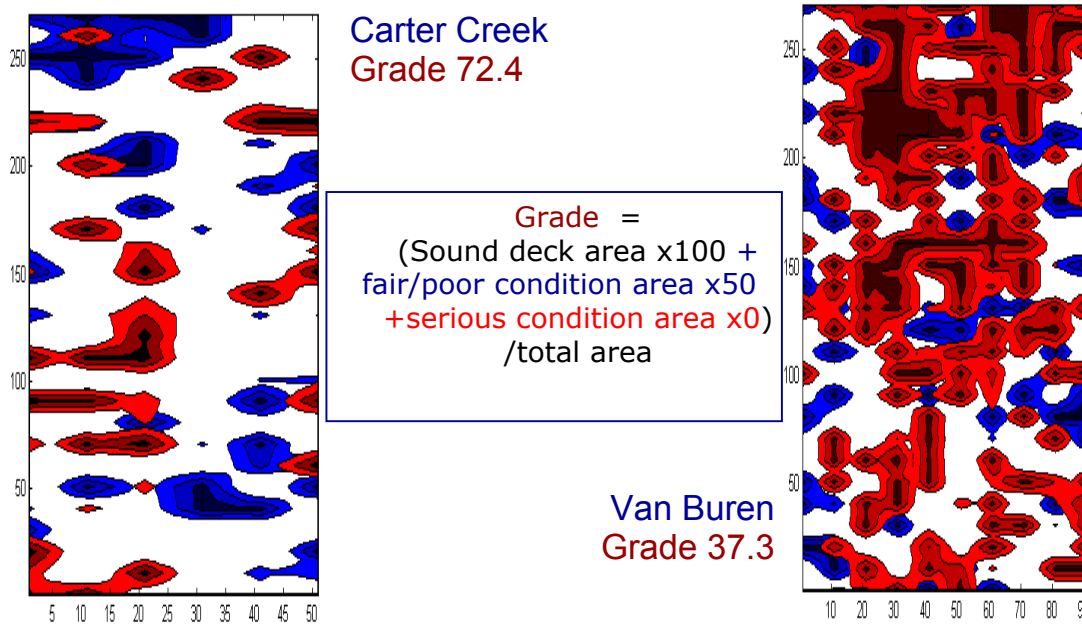 Carter Creek
Grade 72.4
Grade =
(Sound deck area x100 +
fair/poor condition area x50
+serious condition area x0)
/total area
Van Buren
Grade 37.3
250
200
150
100
50
5 10 15 20 25 30 35 40 45 50
250
200
150
100
50
10 20 30 40 50 60 70 80 9